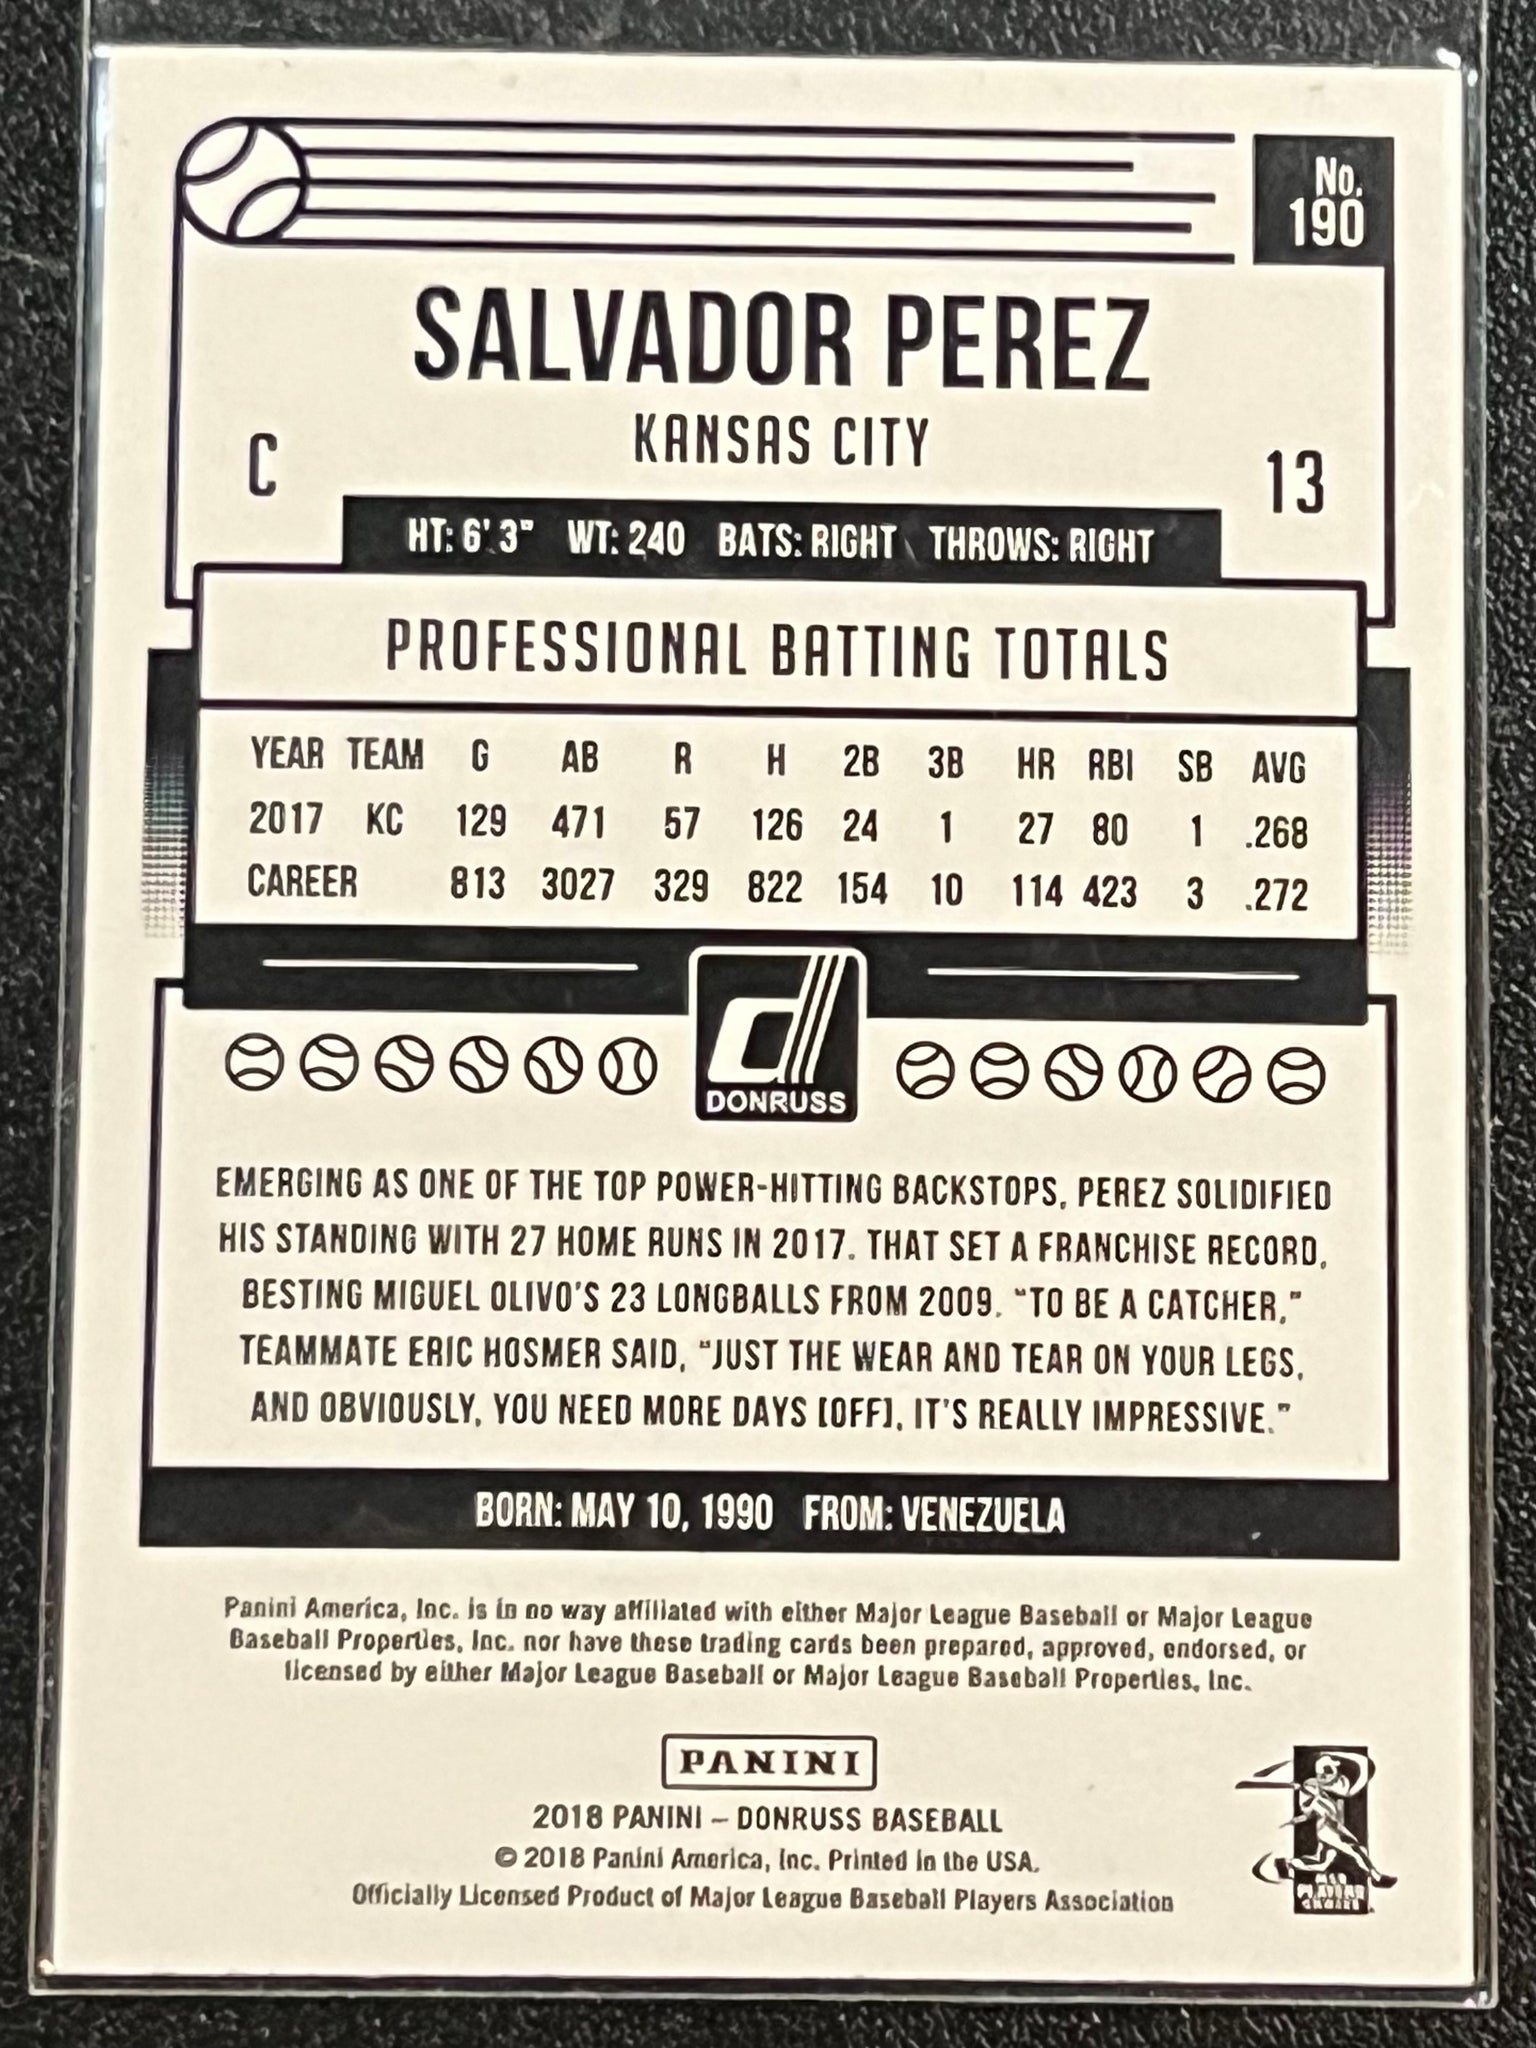 No.
190
SALVADOR PEREZ
KANSAS CITY
C
13
HT: 6' 3" WT: 240 BATS: RIGHT THROWS: RIGHT
PROFESSIONAL BATTING TOTALS
YEAR TEAM G AB R H 2B 3B HR RBI SB AVG
2017 KC 129 471 57 126 24 1 27 80 1 .268
CAREER 813 3027 329 822 154 10 114 423 3 .272
DONRUSS
EMERGING AS ONE OF THE TOP POWER-HITTING BACKSTOPS, PEREZ SOLIDIFIED
HIS STANDING WITH 27 HOME RUNS IN 2017. THAT SET A FRANCHISE RECORD,
BESTING MIGUEL OLIVO'S 23 LONGBALLS FROM 2009. "TO BE A CATCHER,"
TEAMMATE ERIC HOSMER SAID, "JUST THE WEAR AND TEAR ON YOUR LEGS,
AND OBVIOUSLY, YOU NEED MORE DAYS [OFF], IT'S REALLY IMPRESSIVE."
BORN: MAY 10, 1990 FROM: VENEZUELA
Panini America, Inc. is in no way affiliated with either Major League Baseball or Major League
Baseball Properties, Inc. nor have these trading cards been prepared, approved, endorsed, or
licensed by either Major League Baseball or Major League Baseball Properties, Inc.
PANINI
2018 PANINI – DONRUSS BASEBALL
© 2018 Panini America, Inc. Printed in the USA.
Officially Licensed Product of Major League Baseball Players Association